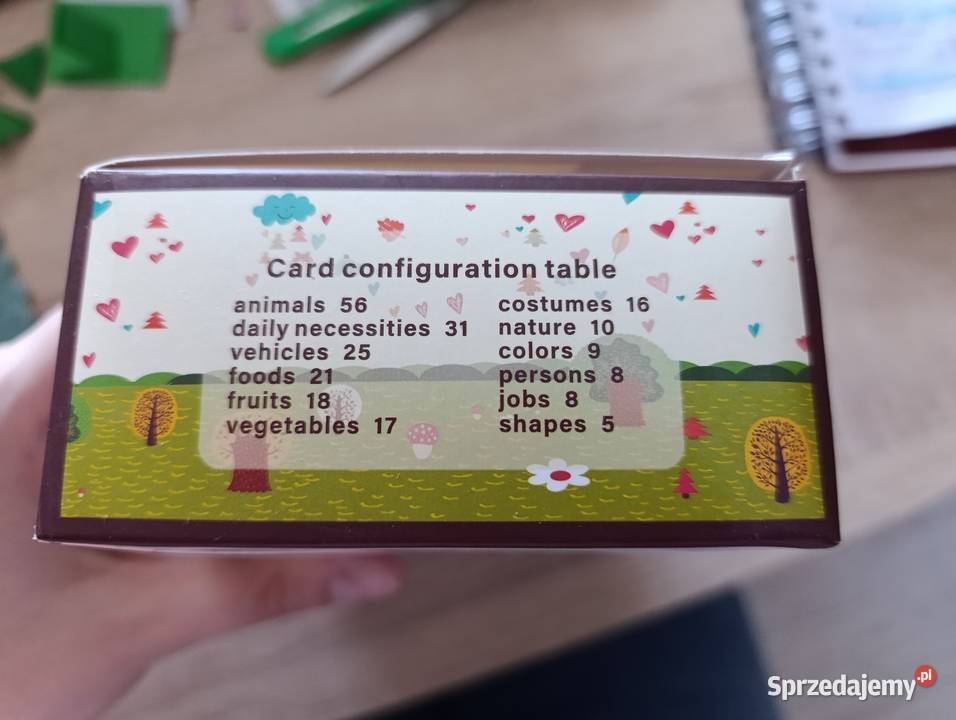 Card configuration table
animals 56
daily necessities 31
vehicles 25
foods 21
fruits 18
vegetables 17
costumes 16
nature 10
colors 9
persons 8
jobs 8
shapes 5
Sprzedajemy.pl